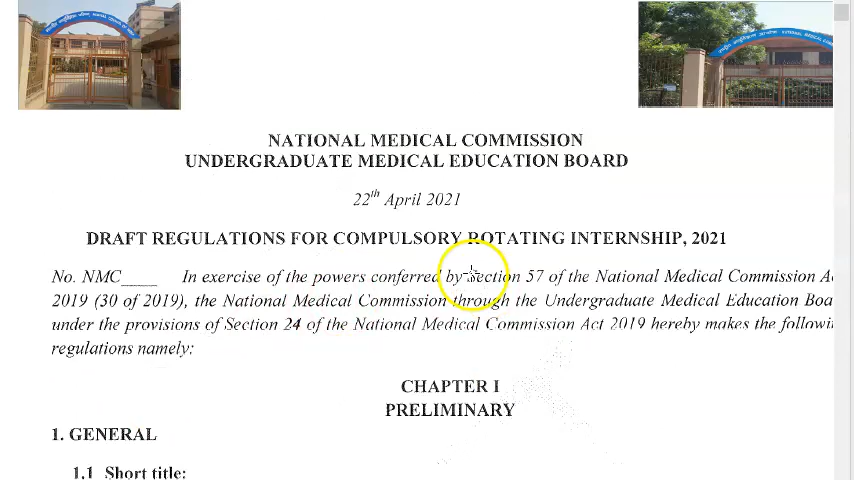 NATIONAL MEDICAL COMMISSION
UNDERGRADUATE MEDICAL EDUCATION BOARD
22th April 2021
DRAFT REGULATIONS FOR COMPULSORY ROTATING INTERNSHIP, 2021
No. NMC____ In exercise of the powers conferred by Section 57 of the National Medical Commission
2019 (30 of 2019), the National Medical Commission through the Undergraduate Medical Education
under the provisions of Section 24 of the National Medical Commission Act 2019 hereby makes the
regulations namely:
CHAPTER I
PRELIMINARY
1. GENERAL
1.1 Short title: